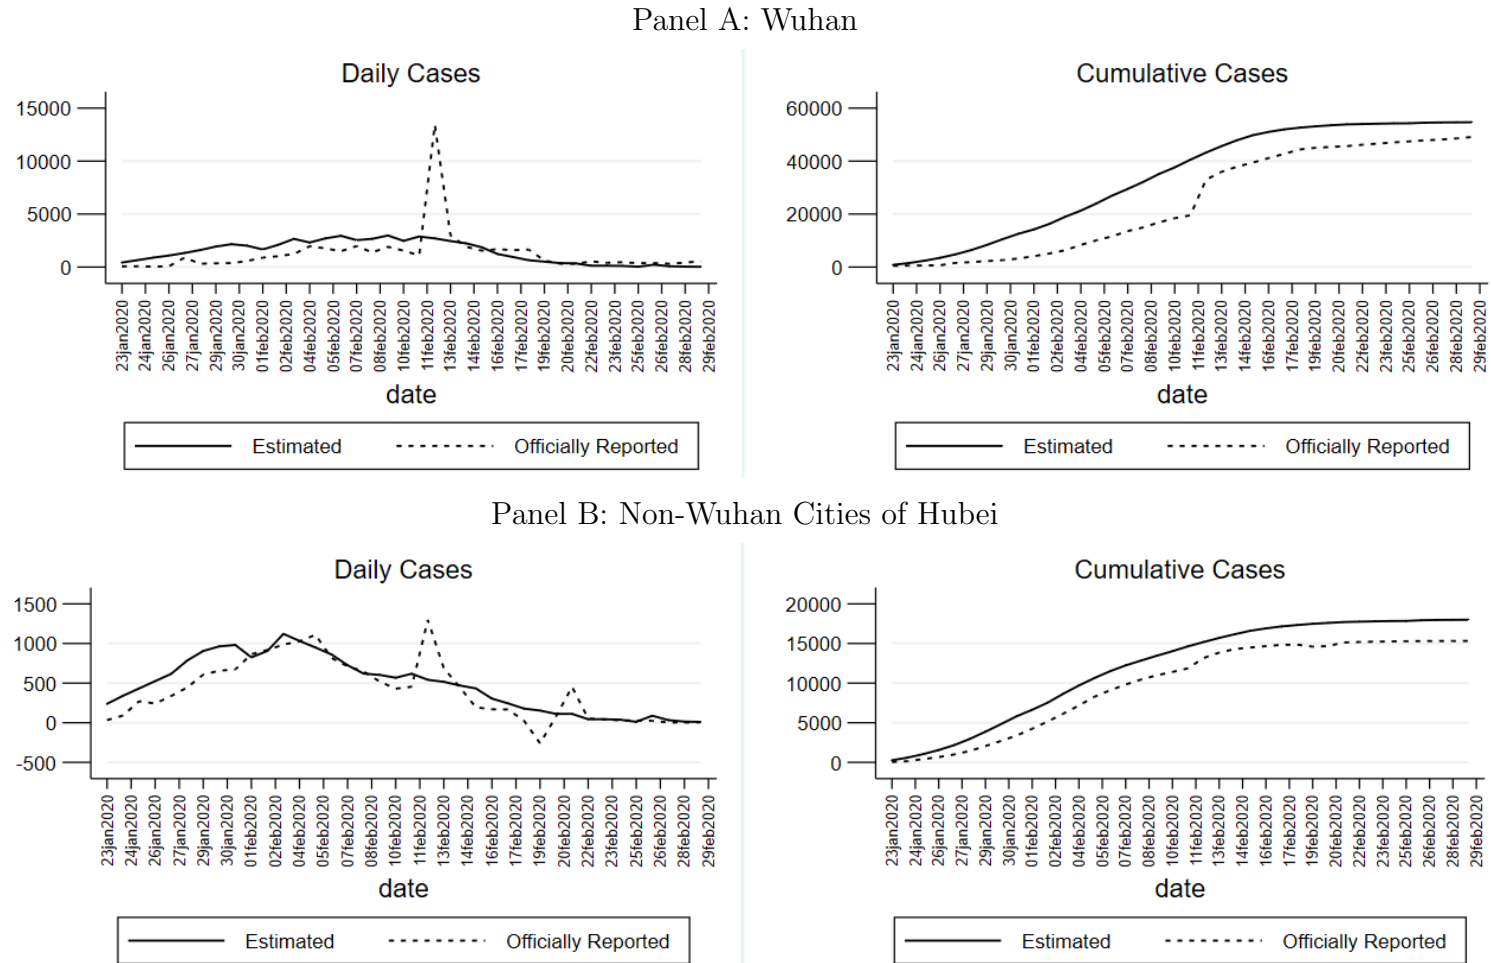 Panel A: Wuhan
Daily Cases
15000
10000
5000
0
23jan2020
24jan2020
26jan2020
27jan2020
29jan2020
30jan2020
01feb2020
02feb2020
04feb2020
05feb2020
07feb2020
08feb2020
10feb2020
11feb2020
13feb2020
14feb2020
16feb2020
17feb2020
19feb2020
20feb2020
22feb2020
23feb2020
25feb2020
26feb2020
28feb2020
29feb2020
date
Estimated Officially Reported
Cumulative Cases
60000
40000
20000
0
23jan2020
24jan2020
26jan2020
27jan2020
29jan2020
30jan2020
01feb2020
02feb2020
04feb2020
05feb2020
07feb2020
08feb2020
10feb2020
11feb2020
13feb2020
14feb2020
16feb2020
17feb2020
19feb2020
20feb2020
22feb2020
23feb2020
25feb2020
26feb2020
28feb2020
29feb2020
date
Estimated Officially Reported
Panel B: Non-Wuhan Cities of Hubei
Daily Cases
1500
1000
500
0
-500
23jan2020
24jan2020
26jan2020
27jan2020
29jan2020
30jan2020
01feb2020
02feb2020
04feb2020
05feb2020
07feb2020
08feb2020
10feb2020
11feb2020
13feb2020
14feb2020
16feb2020
17feb2020
19feb2020
20feb2020
22feb2020
23feb2020
25feb2020
26feb2020
28feb2020
29feb2020
date
Estimated Officially Reported
Cumulative Cases
20000
15000
10000
5000
0
23jan2020
24jan2020
26jan2020
27jan2020
29jan2020
30jan2020
01feb2020
02feb2020
04feb2020
05feb2020
07feb2020
08feb2020
10feb2020
11feb2020
13feb2020
14feb2020
16feb2020
17feb2020
19feb2020
20feb2020
22feb2020
23feb2020
25feb2020
26feb2020
28feb2020
29feb2020
date
Estimated Officially Reported